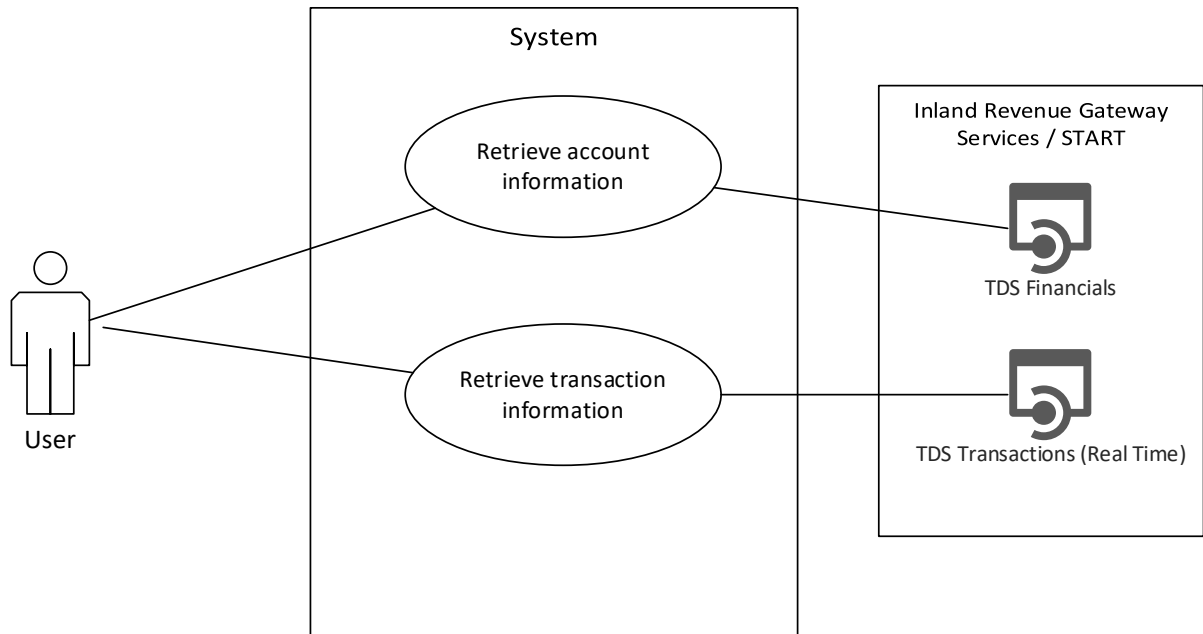 System
Inland Revenue Gateway
Services / START
Retrieve account
information
TDS Financials
Retrieve transaction
information
User
TDS Transactions (Real Time)